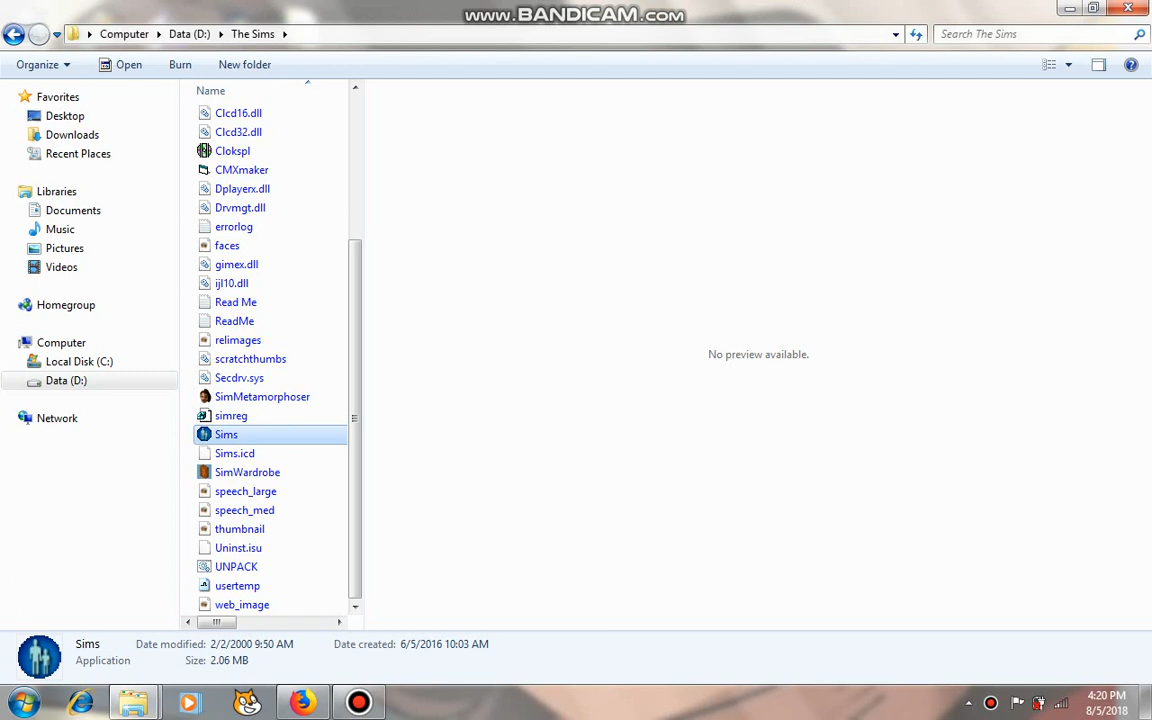 www.BANDICAM.com
Computer Data (D:) The Sims
Search The Sims
Organize Open Burn New folder
Favorites
Desktop
Downloads
Recent Places
Libraries
Documents
Music
Pictures
Videos
Homegroup
Computer
Local Disk (C:)
Data (D:)
Network
Name
Clcd16.dll
Clcd32.dll
Clokspl
CMXmaker
Dplayerx.dll
Drvmgt.dll
errorlog
faces
gimex.dll
ijl10.dll
Read Me
ReadMe
relimages
scratchthumbs
Secdrv.sys
SimMetamorphoser
simreg
Sims
Sims.icd
SimWardrobe
speech_large
speech_med
thumbnail
Uninst.isu
UNPACK
usertemp
web_image
No preview available.
Sims Date modified: 2/2/2000 9:50 AM Date created: 6/5/2016 10:03 AM
Application Size: 2.06 MB
4:20 PM
8/5/2018